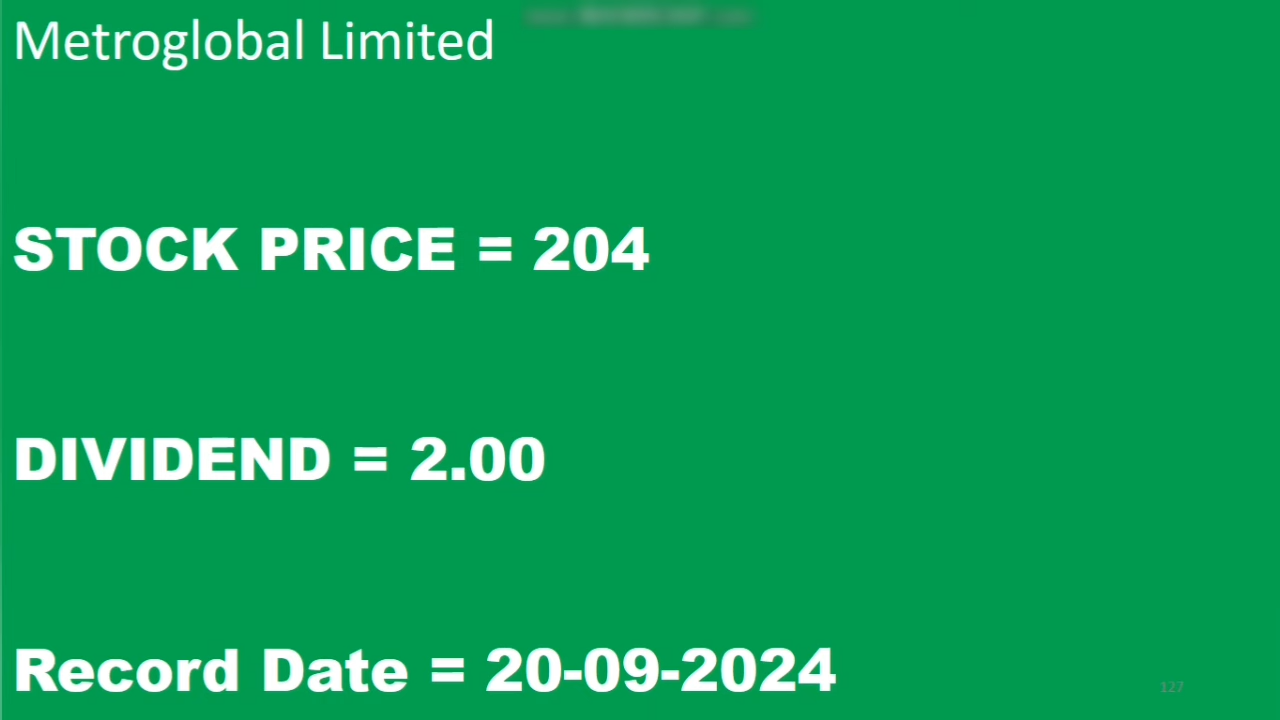 Metroglobal Limited
STOCK PRICE = 204
DIVIDEND = 2.00
Record Date = 20-09-2024
127